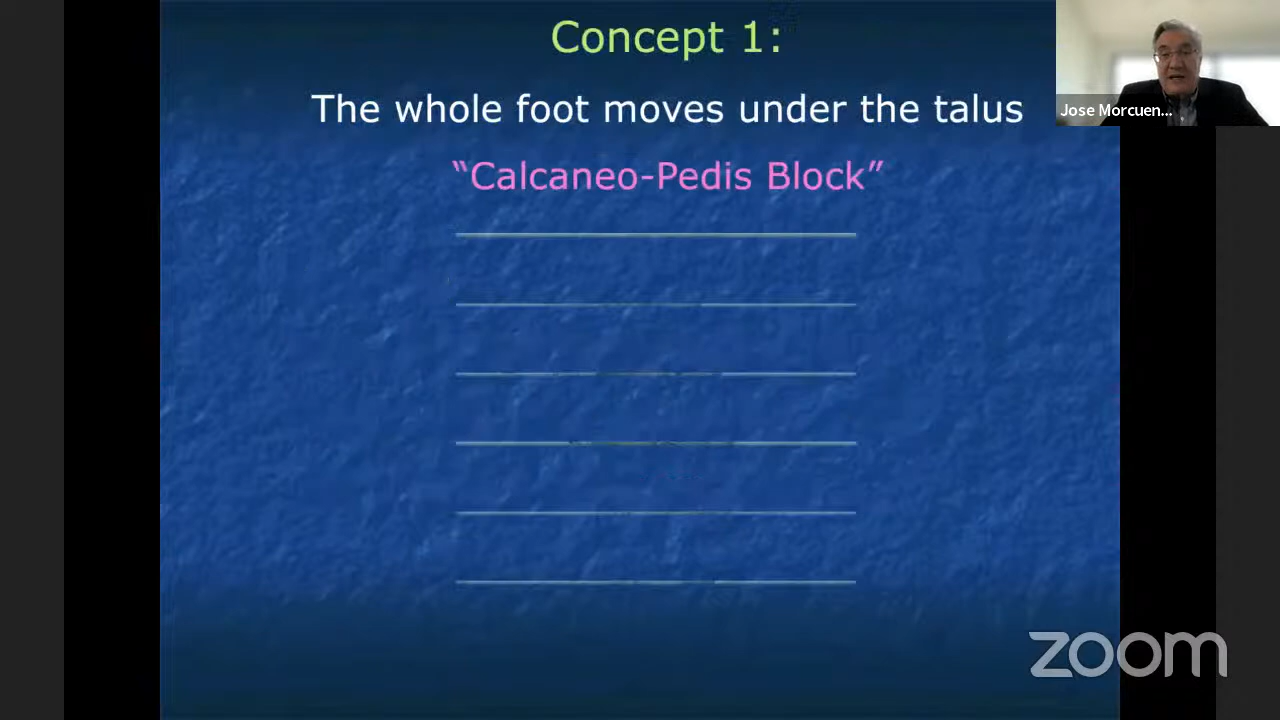 Concept 1:
The whole foot moves under the talus
“Calcaneo-Pedis Block”
Jose Morcuen...
zoom